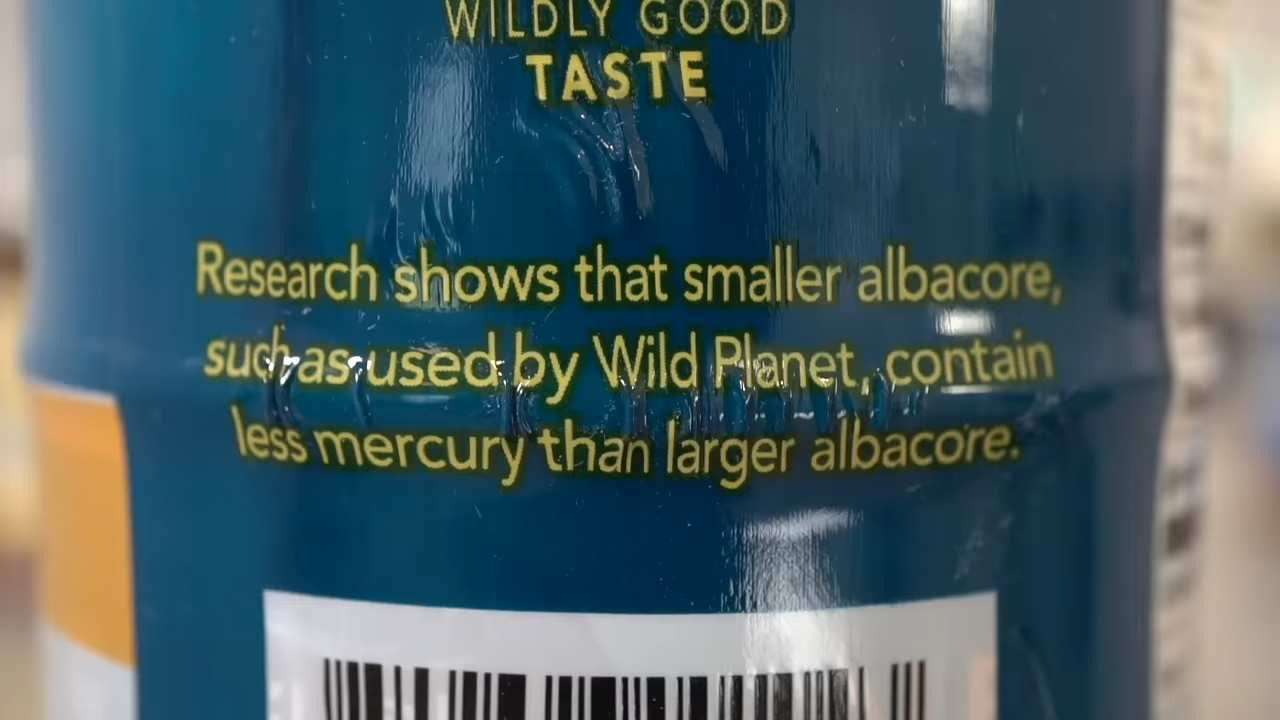 WILDLY GOOD
TASTE
Research shows that smaller albacore,
such as used by Wild Planet, contain
less mercury than larger albacore.